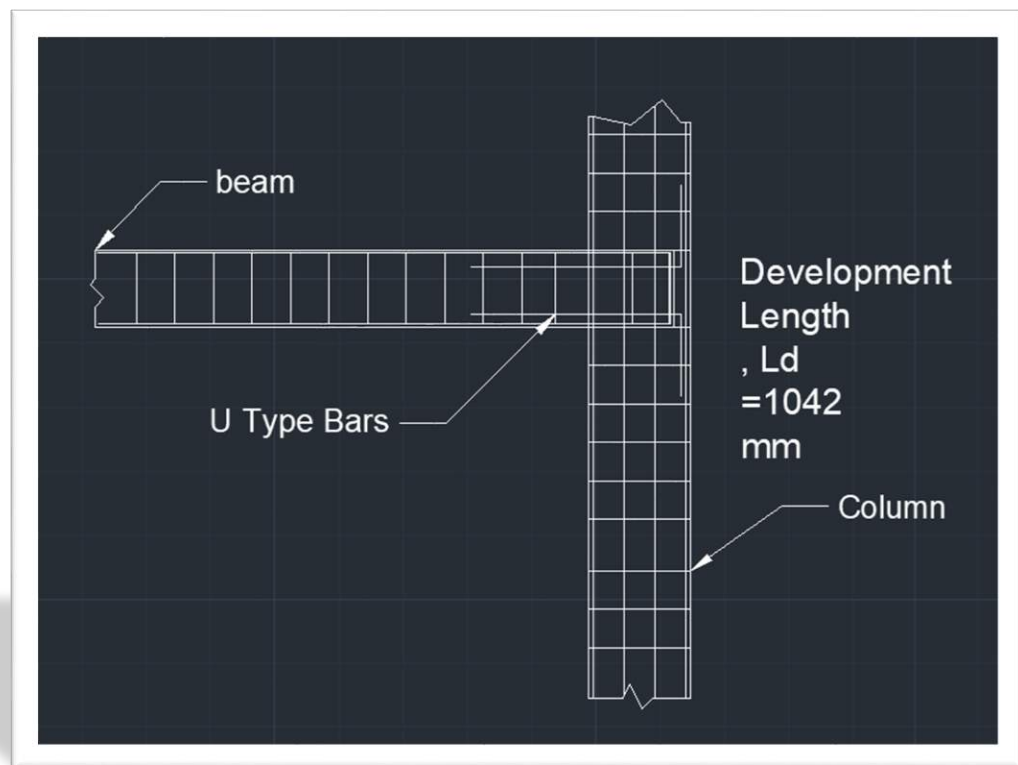 beam
Development
Length
, Ld
=1042
mm
U Type Bars
Column